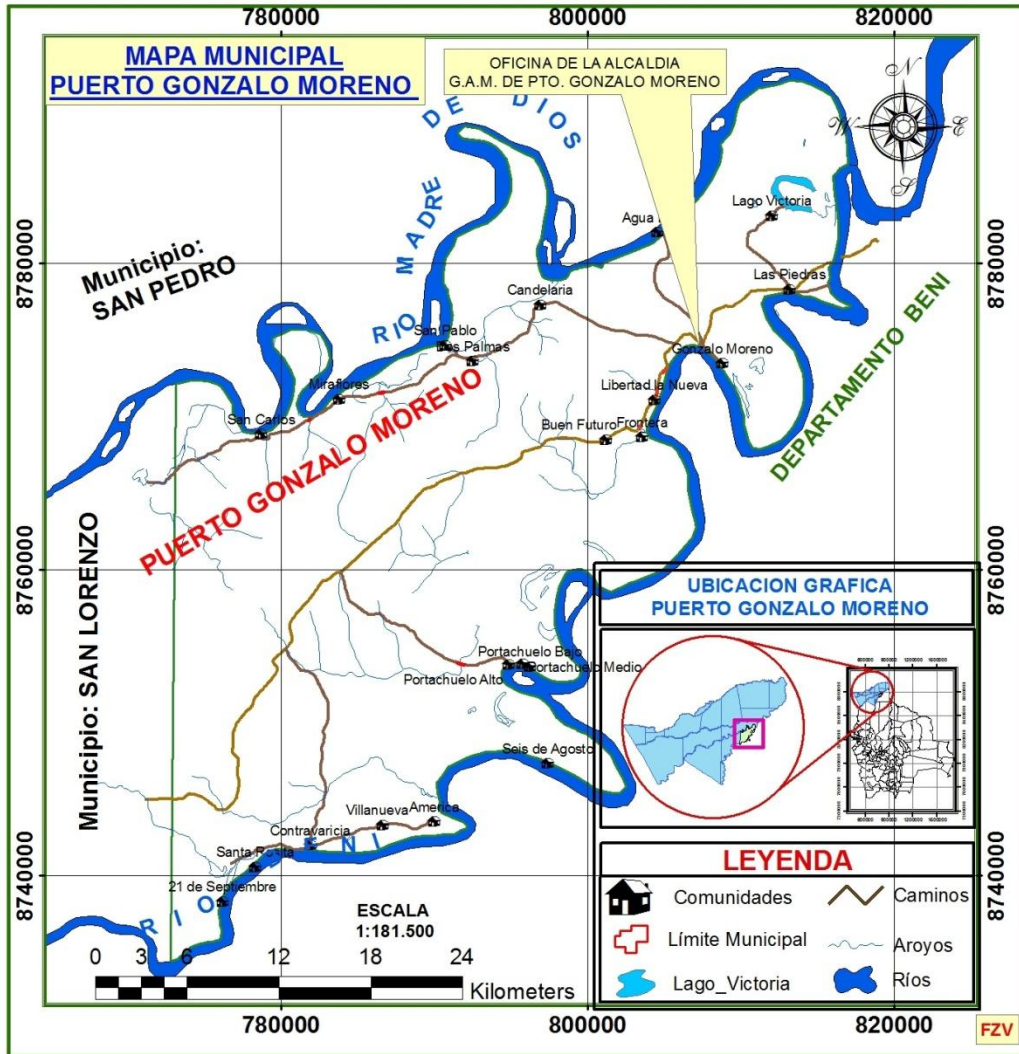 780000
800000
820000
MAPA MUNICIPAL
PUERTO GONZALO MORENO
OFICINA DE LA ALCALDIA
G.A.M. DE PTO. GONZALO MORENO
N
W
E
S
RIO MADRE DE DIOS
Lago Victoria
Agua
8780000
8780000
Municipio:
SAN PEDRO
Las Piedras
Candelaria
San Pablo
Dos Palmas
Gonzalo Moreno
Miraflores
Libertad la Nueva
San Carlos
Buen Futuro
Frontera
DEPARTAMENTO BENI
PUERTO GONZALO MORENO
Municipio: SAN LORENZO
8760000
8760000
UBICACION GRAFICA
PUERTO GONZALO MORENO
Portachuelo Bajo
Portachuelo Medio
Portachuelo Alto
Seis de Agosto
Villanueva
America
Contravaricia
Santa Rosita
21 de Septiembre
RIO BENI
8740000
8740000
LEYENDA
Comunidades
Caminos
Límite Municipal
Aroyos
Lago_Victoria
Ríos
ESCALA
1:181.500
0 3 6 12 18 24
Kilometers
780000
800000
820000
FZV